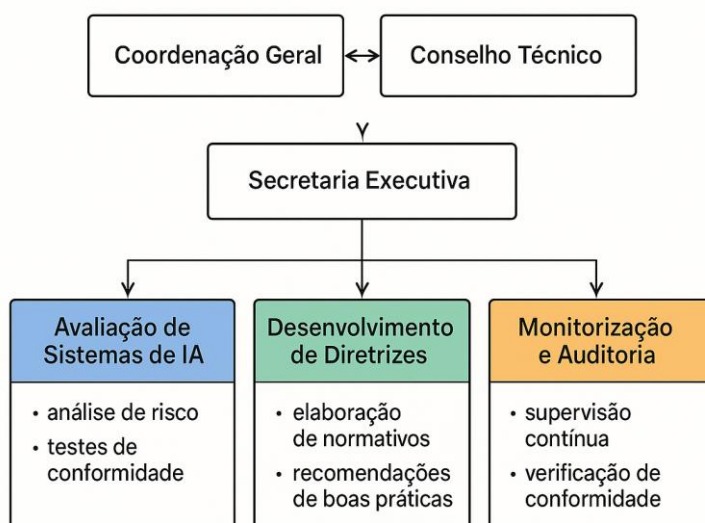 Coordenação Geral
Conselho Técnico
Secretaria Executiva
Avaliação de
Sistemas de IA
• análise de risco
• testes de
conformidade
Desenvolvimento
de Diretrizes
• elaboração
de normativos
• recomendações
de boas práticas
Monitorização
e Auditoria
• supervisão
contínua
• verificação de
conformidade